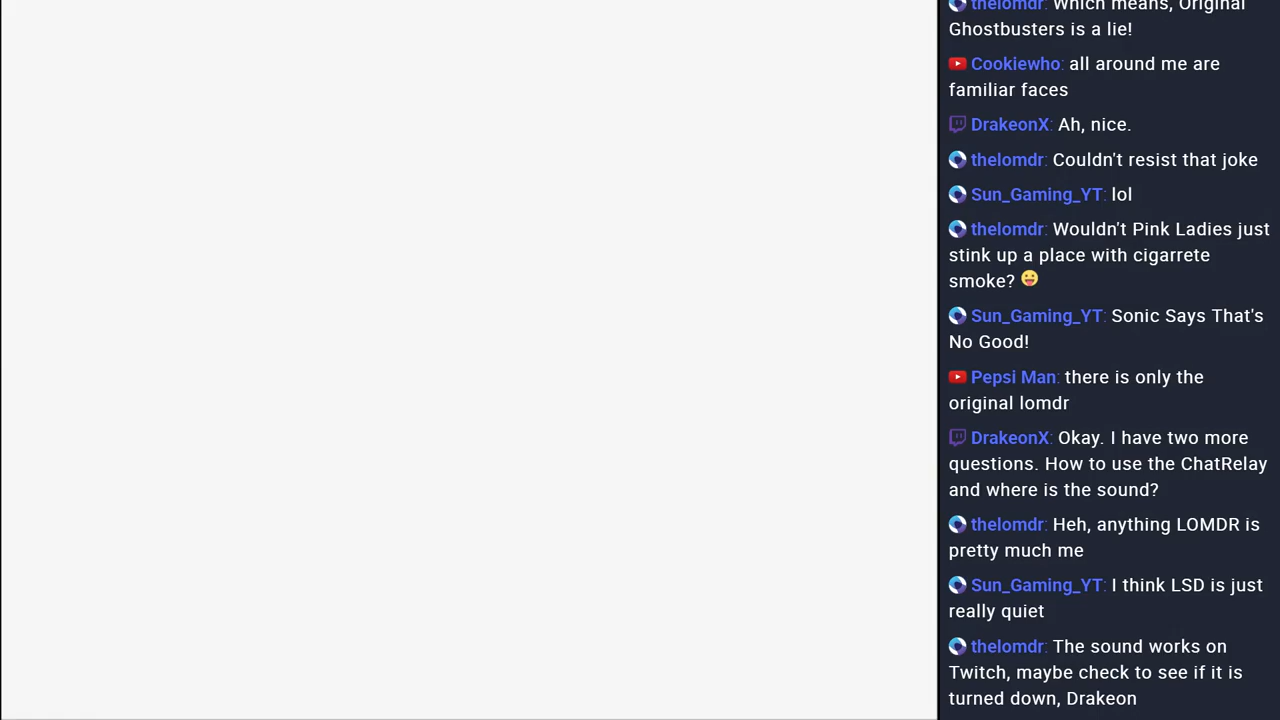 thelomdr: Which means, Original
Ghostbusters is a lie!
Cookiewho: all around me are
familiar faces
DrakeonX: Ah, nice.
thelomdr: Couldn't resist that joke
Sun_Gaming_YT: lol
thelomdr: Wouldn't Pink Ladies just
stink up a place with cigarrete
smoke? 😛
Sun_Gaming_YT: Sonic Says That's
No Good!
Pepsi Man: there is only the
original lomdr
DrakeonX: Okay. I have two more
questions. How to use the ChatRelay
and where is the sound?
thelomdr: Heh, anything LOMDR is
pretty much me
Sun_Gaming_YT: I think LSD is just
really quiet
thelomdr: The sound works on
Twitch, maybe check to see if it is
turned down, Drakeon